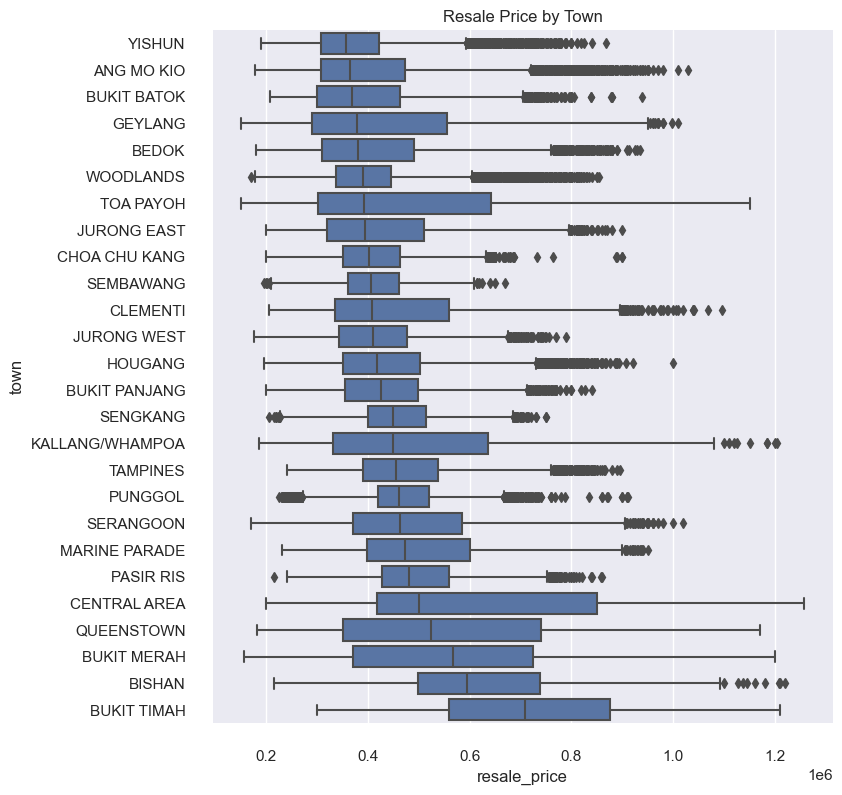 Resale Price by Town
YISHUN
ANG MO KIO
BUKIT BATOK
GEYLANG
BEDOK
WOODLANDS
TOA PAYOH
JURONG EAST
CHOA CHU KANG
SEMBAWANG
CLEMENTI
JURONG WEST
HOUGANG
BUKIT PANJANG
SENGKANG
KALLANG/WHAMPOA
TAMPINES
PUNGGOL
SERANGOON
MARINE PARADE
PASIR RIS
CENTRAL AREA
QUEENSTOWN
BUKIT MERAH
BISHAN
BUKIT TIMAH
town
0.2 0.4 0.6 0.8 1.0 1.2
resale_price
1e6